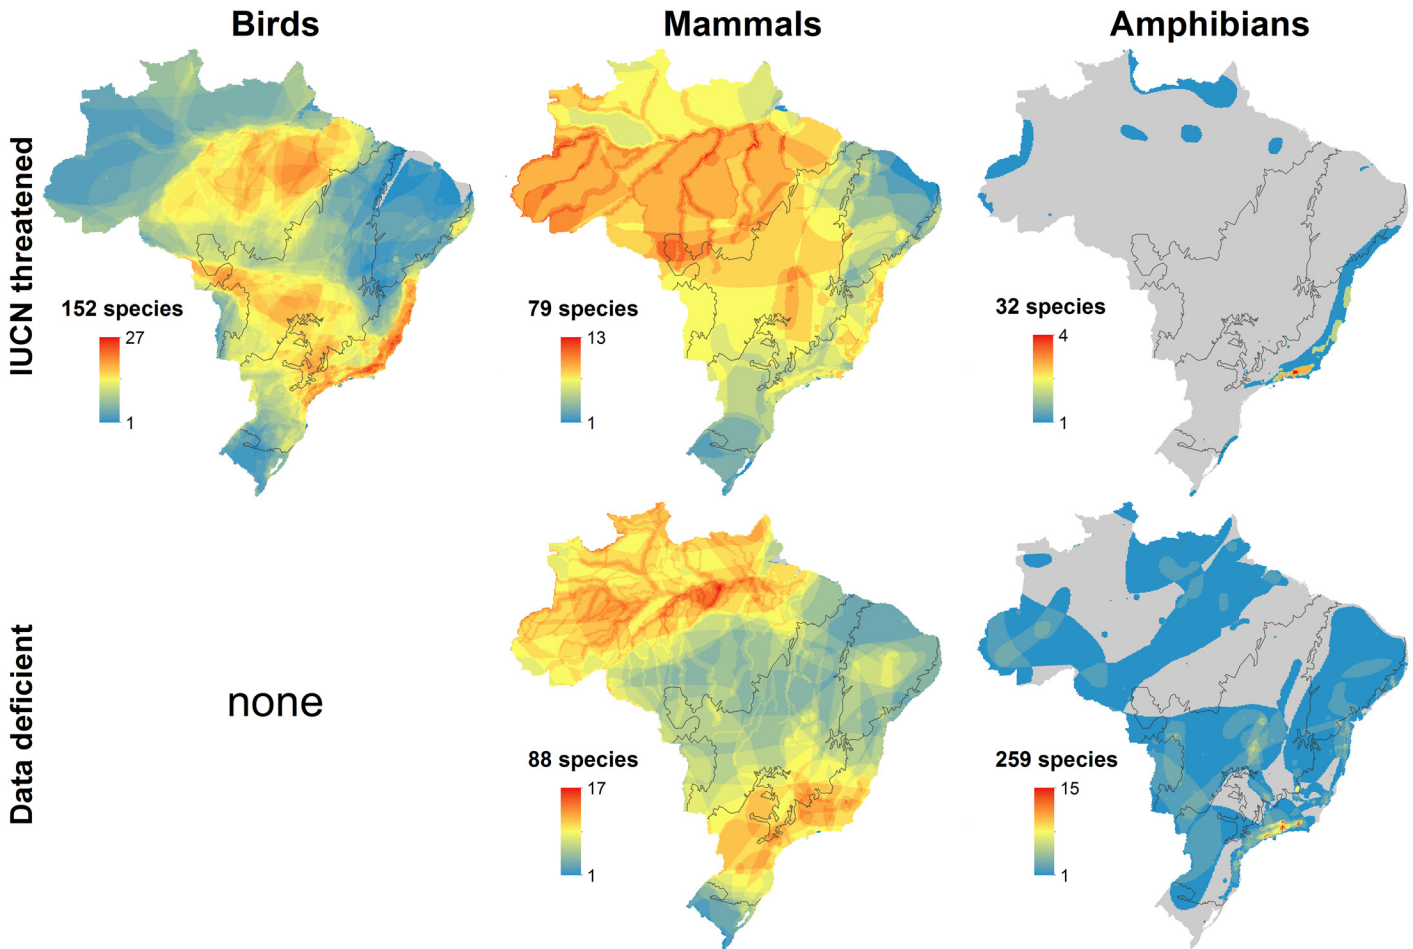 Birds
Mammals
Amphibians
IUCN threatened
152 species
27
1
79 species
13
1
32 species
4
1
Data deficient
none
88 species
17
1
259 species
15
1